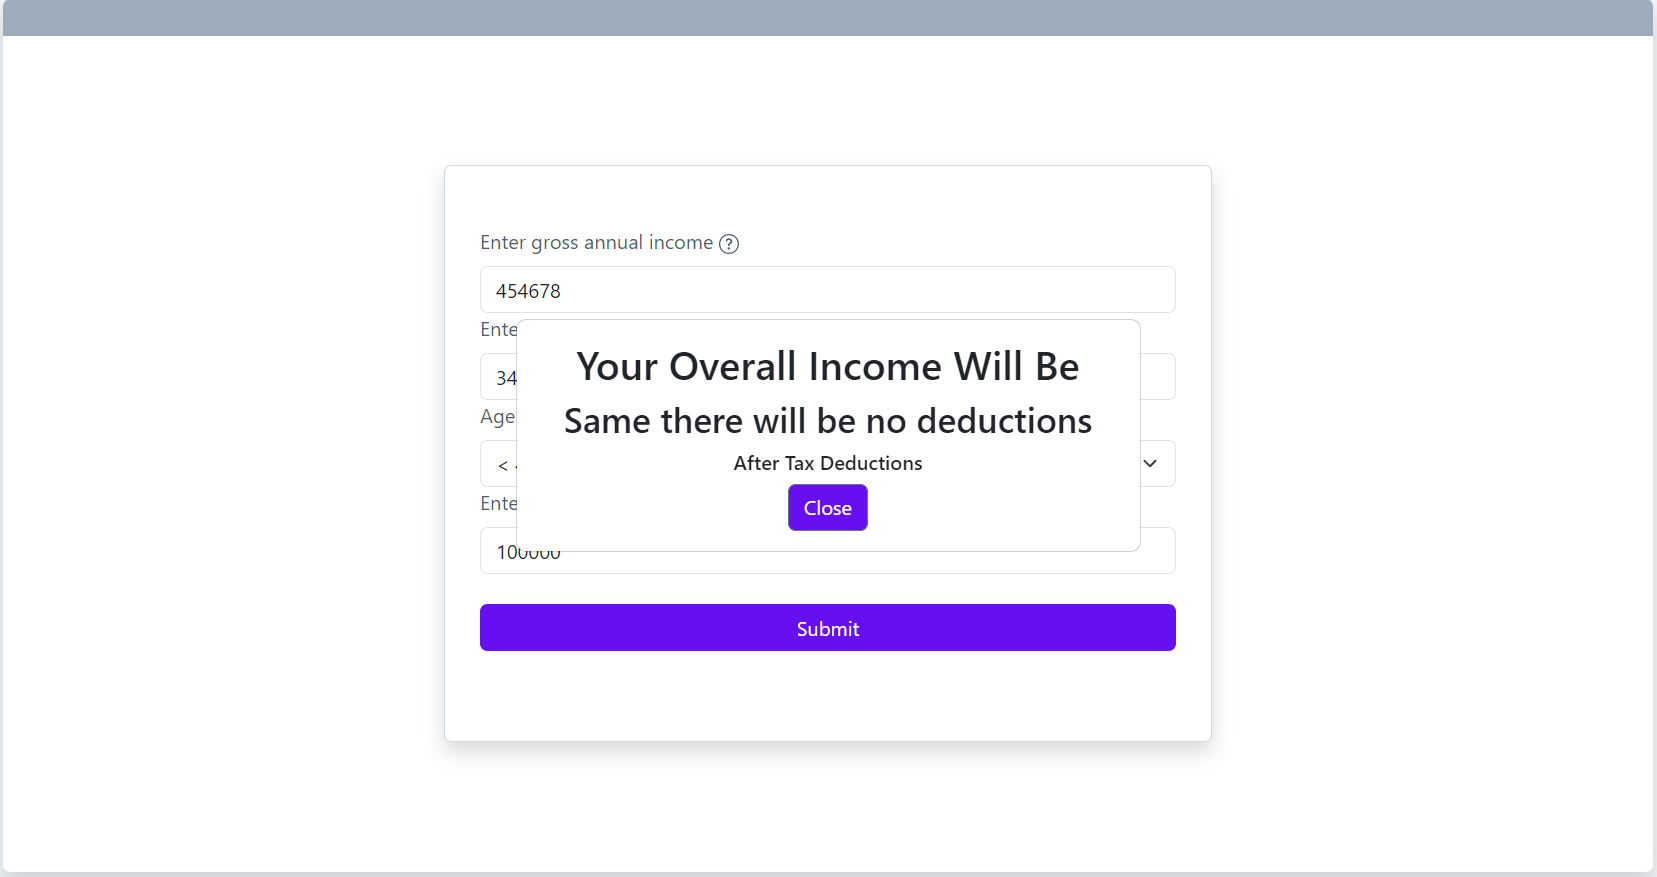 Enter gross annual income ?
454678
Ente
34
Your Overall Income Will Be
Same there will be no deductions
After Tax Deductions
Close
Age
<
Ente
100000
Submit